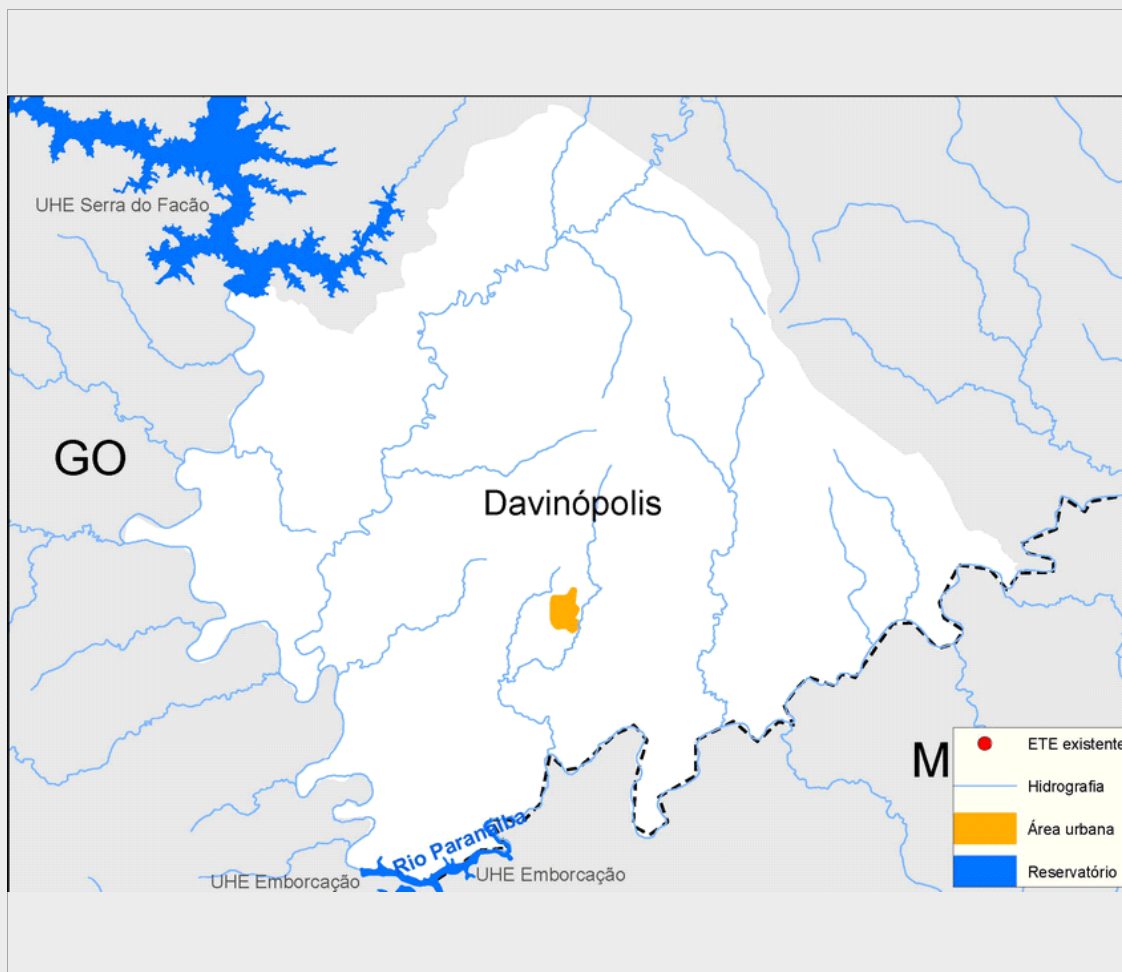 UHE Serra do Facão
GO
Davinópolis
M
ETE existente
Hidrografia
Área urbana
Reservatório
Rio Paranaíba
UHE Emborcação
UHE Emborcação